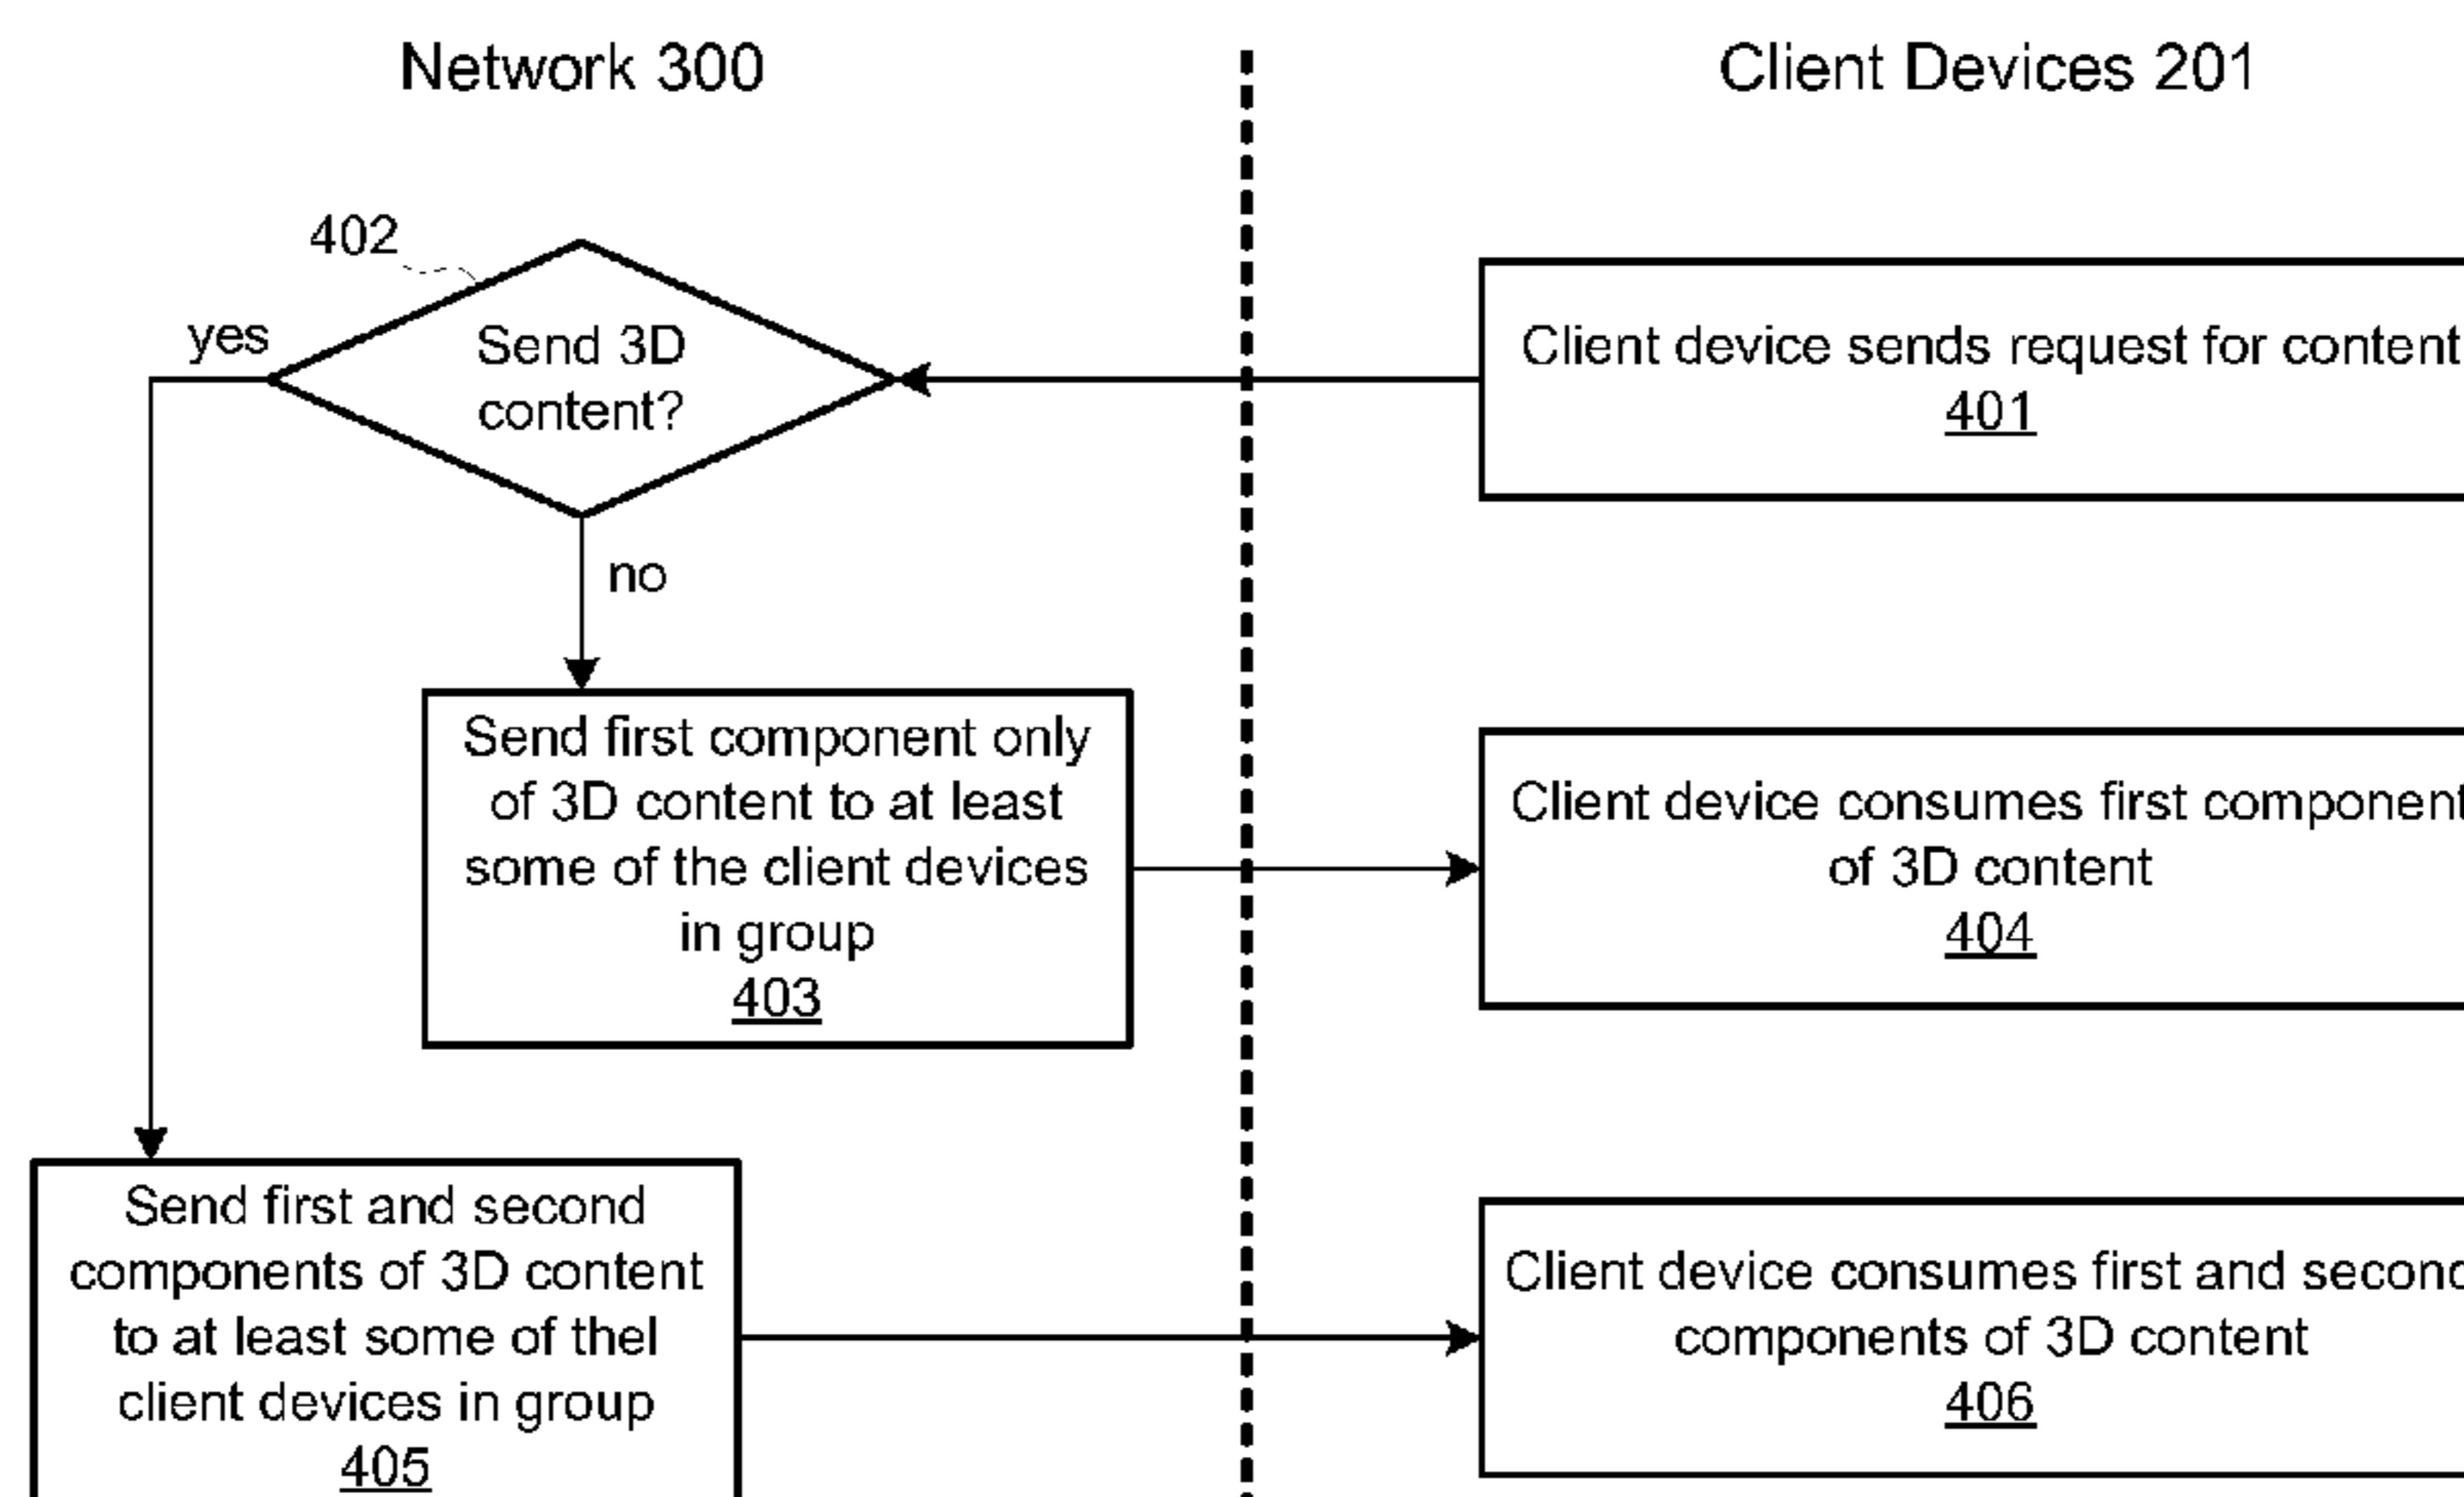 Network 300
Client Devices 201
402
yes
Send 3D
content?
Client device sends request for content
401
no
Send first component only
of 3D content to at least
some of the client devices
in group
403
Client device consumes first component
of 3D content
404
Send first and second
components of 3D content
to at least some of thel
client devices in group
405
Client device consumes first and second
components of 3D content
406